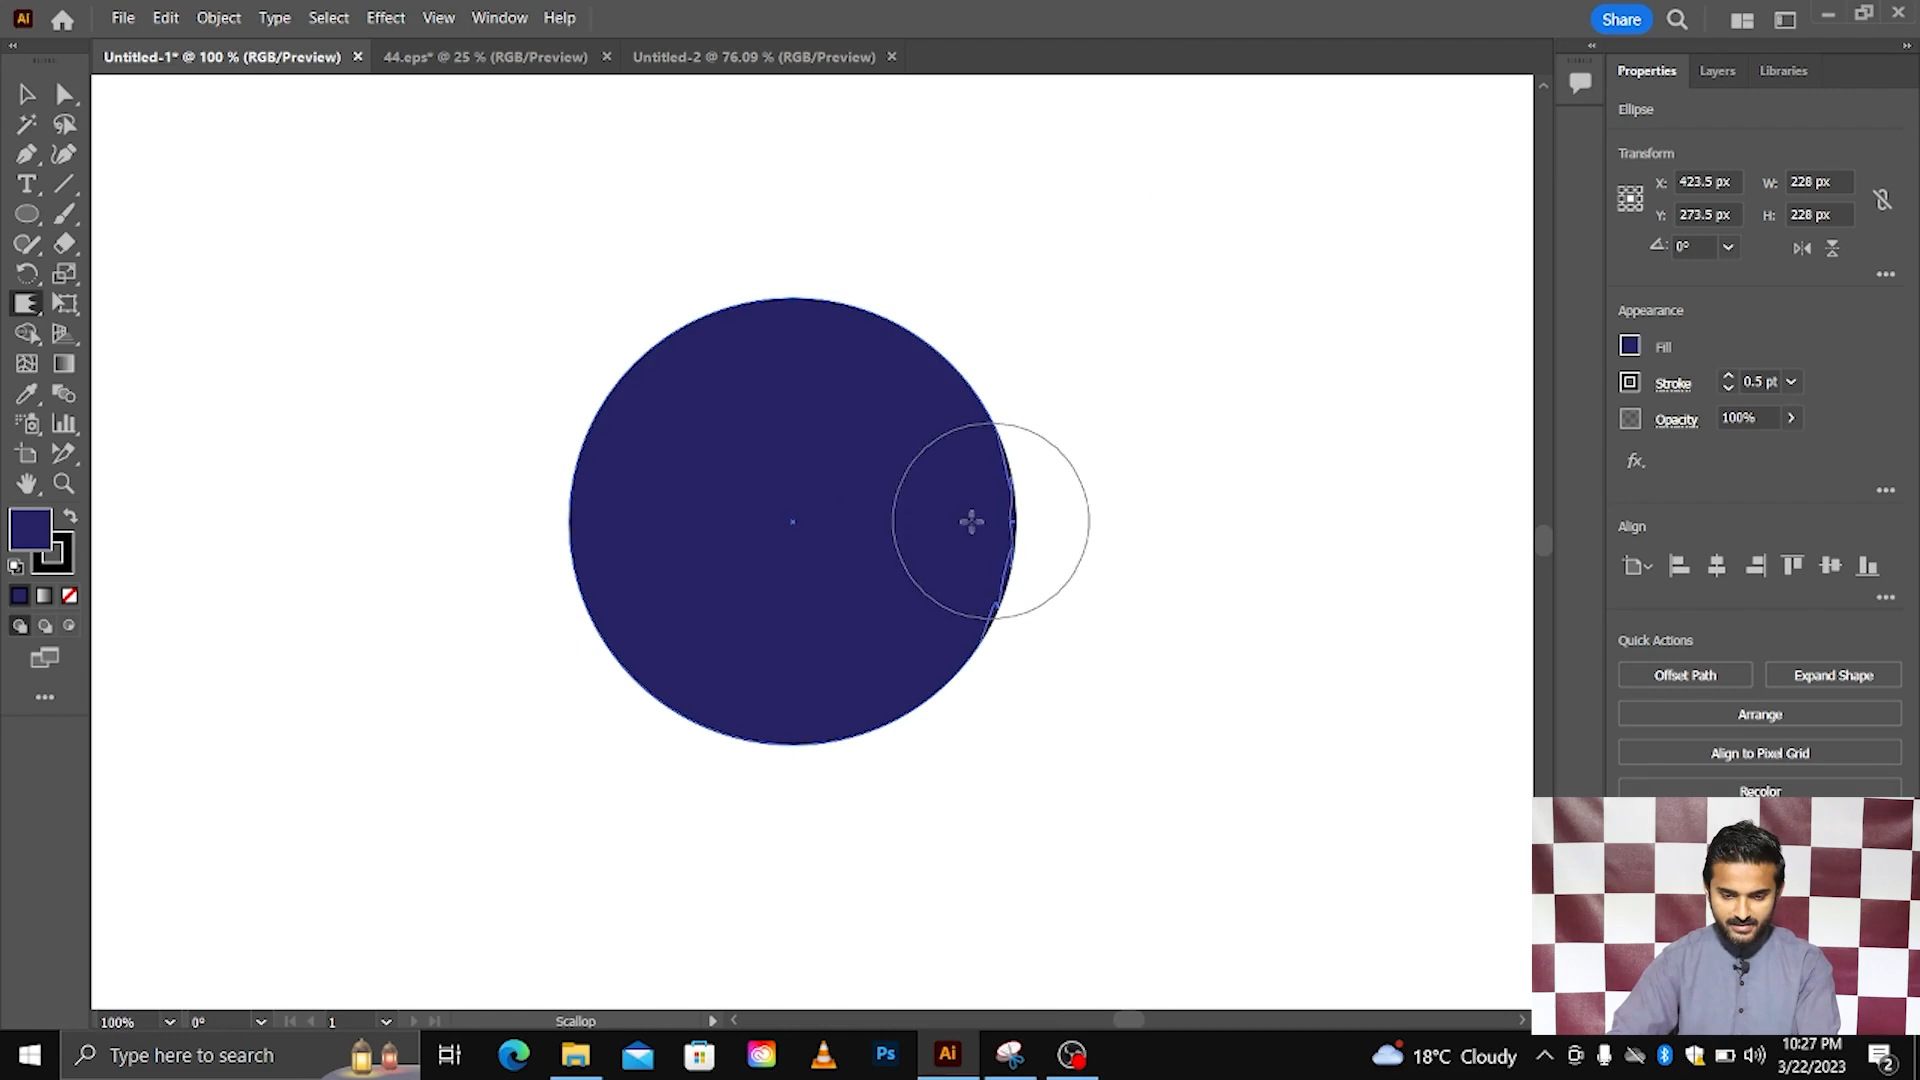 Ai File Edit Object Type Select Effect View Window Help Share
Untitled-1* @ 100 % (RGB/Preview) 44.eps* @ 25 % (RGB/Preview) Untitled-2 @ 76.09 % (RGB/Preview)
Properties Layers Libraries
Ellipse
Transform
X: 423.5 px W: 228 px
Y: 273.5 px H: 228 px
0°
Appearance
Fill
Stroke 0.5 pt
Opacity 100%
fx.
Align
Quick Actions
Offset Path Expand Shape
Arrange
Align to Pixel Grid
Recolor
100% 0° 1 Scallop
Type here to search Ps Ai 18°C Cloudy 10:27 PM
3/22/2023 2